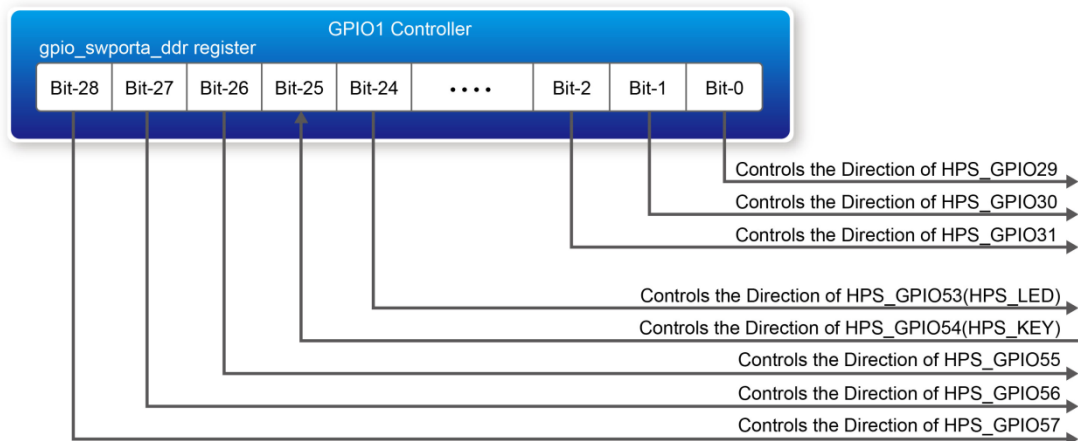 GPIO1 Controller
gpio_swporta_ddr register
Bit-28 Bit-27 Bit-26 Bit-25 Bit-24 •••• Bit-2 Bit-1 Bit-0
Controls the Direction of HPS_GPIO29
Controls the Direction of HPS_GPIO30
Controls the Direction of HPS_GPIO31
Controls the Direction of HPS_GPIO53(HPS_LED)
Controls the Direction of HPS_GPIO54(HPS_KEY)
Controls the Direction of HPS_GPIO55
Controls the Direction of HPS_GPIO56
Controls the Direction of HPS_GPIO57